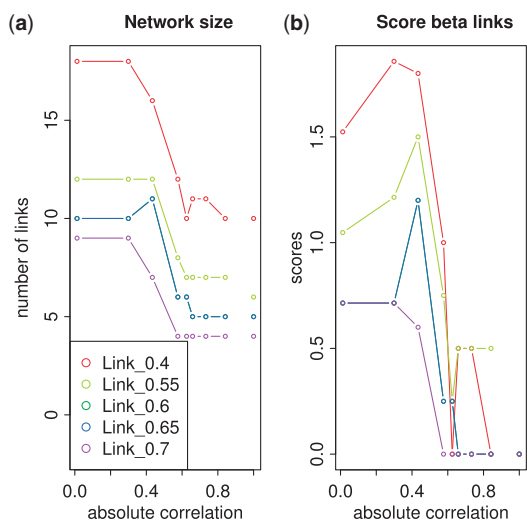 (a) Network size
number of links
15
10
5
0
Link_0.4
Link_0.55
Link_0.6
Link_0.65
Link_0.7
0.0 0.4 0.8
absolute correlation
(b) Score beta links
scores
1.5
1.0
0.5
0.0
0.0 0.4 0.8
absolute correlation